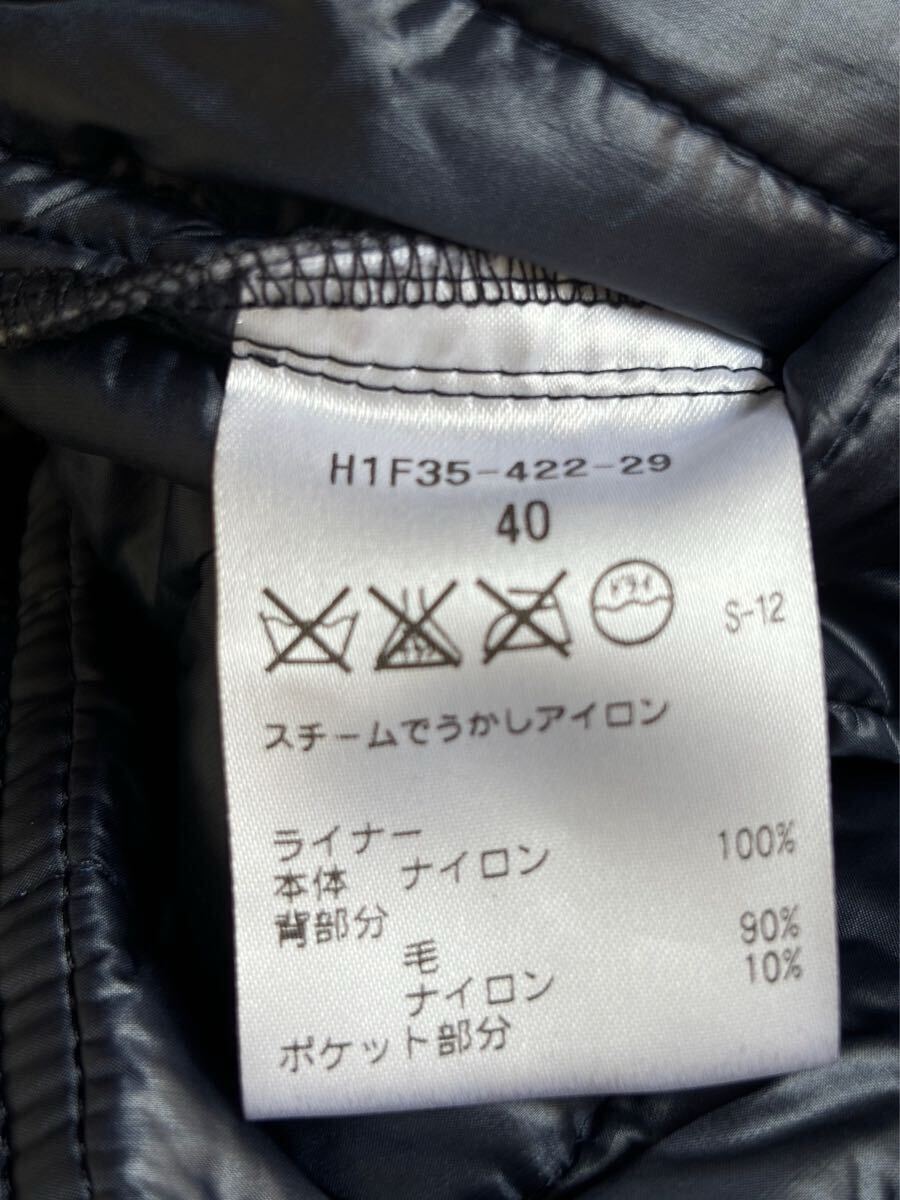 H1F35-422-29
40
ドライ
S-12
スチームでうかしアイロン
ライナー
本体 ナイロン 100%
背部分
毛 90%
ナイロン 10%
ポケット部分